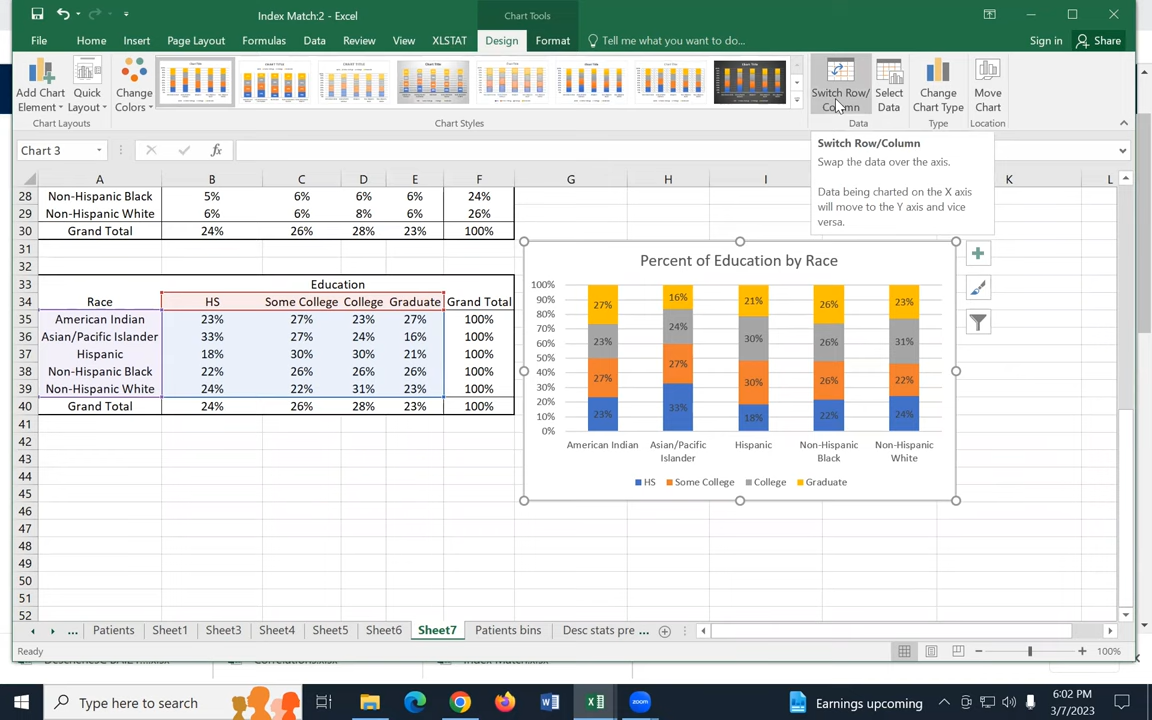 Index Match:2 - Excel
Chart Tools
File Home Insert Page Layout Formulas Data Review View XLSTAT Design Format Tell me what you want to do... Sign in Share
Add Chart Element
Quick Layout
Change Colors
Switch Row/ Column
Select Data
Change Chart Type
Move Chart
Chart Layouts Chart Styles Data Type Location
Chart 3 fx
Switch Row/Column
Swap the data over the axis.
Data being charted on the X axis
will move to the Y axis and vice
versa.
A B C D E F G H I K L
28 Non-Hispanic Black 5% 6% 6% 6% 24%
29 Non-Hispanic White 6% 6% 8% 6% 26%
30 Grand Total 24% 26% 28% 23% 100%
31
32
33 Education
34 Race HS Some College College Graduate Grand Total
35 American Indian 23% 27% 23% 27% 100%
36 Asian/Pacific Islander 33% 27% 24% 16% 100%
37 Hispanic 18% 30% 30% 21% 100%
38 Non-Hispanic Black 22% 26% 26% 26% 100%
39 Non-Hispanic White 24% 22% 31% 23% 100%
40 Grand Total 24% 26% 28% 23% 100%
41
42
43
44
45
46
47
48
49
50
51
52
Percent of Education by Race
100%
90%
80%
70%
60%
50%
40%
30%
20%
10%
0%
27% 16% 21% 26% 23%
23% 24% 30% 26% 31%
27% 27% 30% 26% 22%
23% 33% 18% 22% 24%
American Indian Asian/Pacific Islander Hispanic Non-Hispanic Black Non-Hispanic White
HS Some College College Graduate
... Patients Sheet1 Sheet3 Sheet4 Sheet5 Sheet6 Sheet7 Patients bins Desc stats pre ...
Ready 100%
Type here to search
Earnings upcoming
6:02 PM
3/7/2023